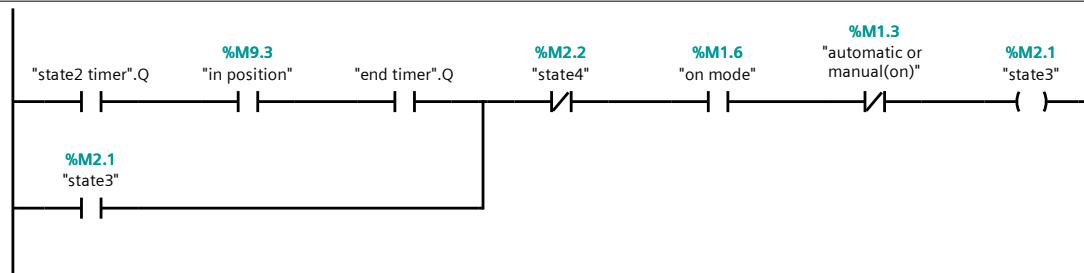 %M1.3
%M9.3 %M2.2 %M1.6 "automatic or %M2.1
"state2 timer".Q "in position" "end timer".Q "state4" "on mode" manual(on)" "state3"
%M2.1
"state3"